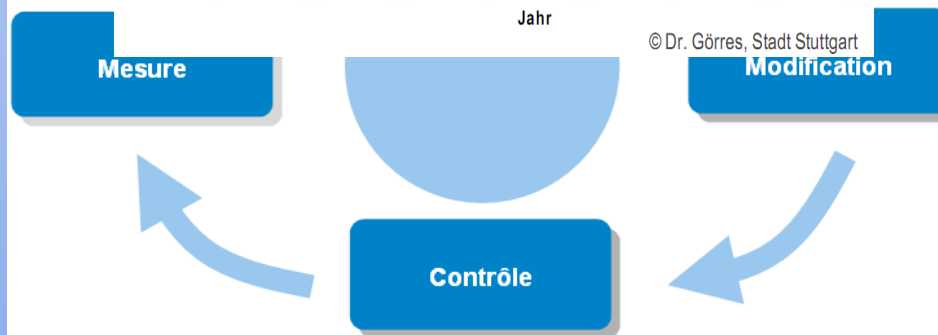 Jahr
© Dr. Görres, Stadt Stuttgart
Mesure
Modification
Contrôle